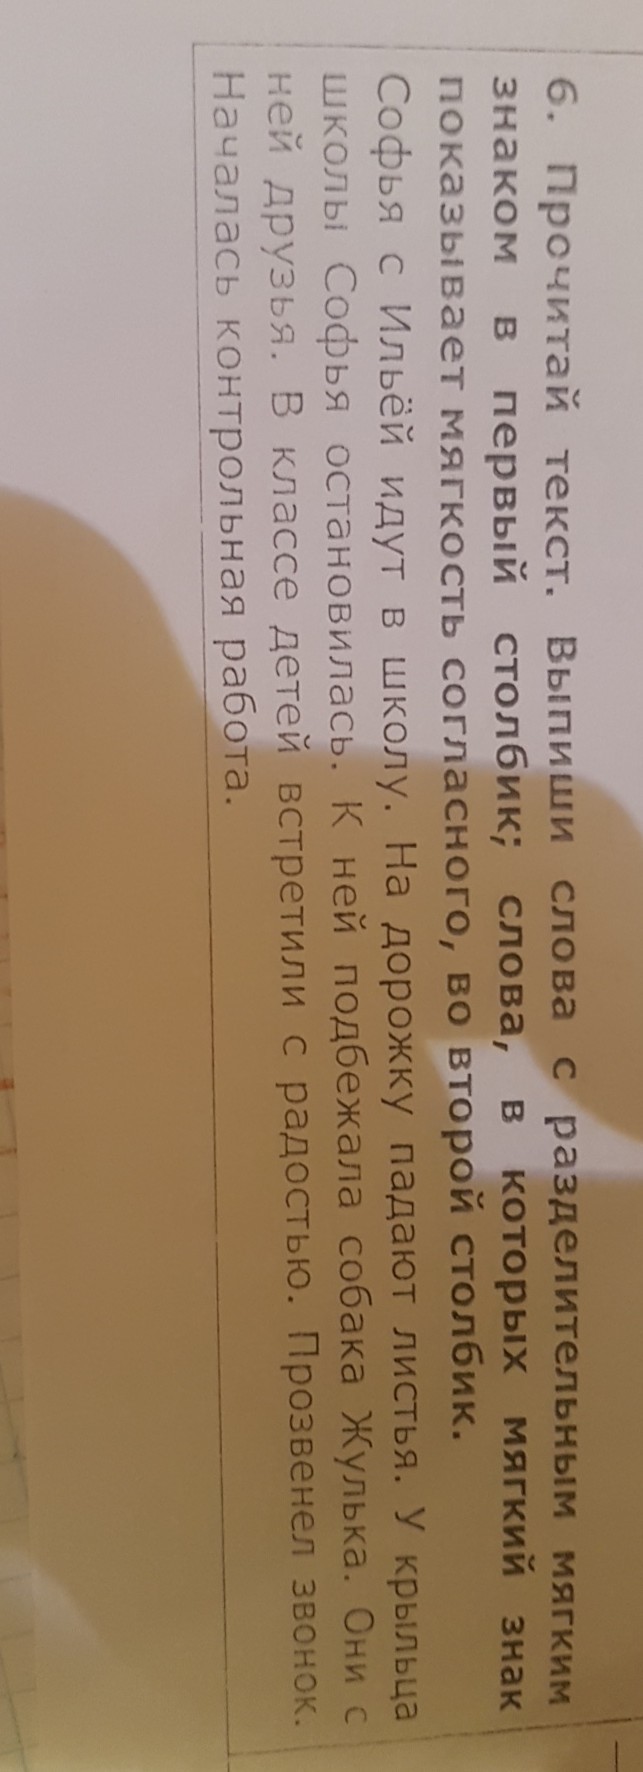 6. Прочитай текст. Выпиши слова с разделительным мягким
знаком в первый столбик; слова, в которых мягкий знак
показывает мягкость согласного, во второй столбик.
Софья с Ильёй идут в школу. На дорожку падают листья. У крыльца
школы Софья остановилась. К ней подбежала собака Жулька. Они с
ней друзья. В классе детей встретили с радостью. Прозвенел звонок.
Началась контрольная работа.